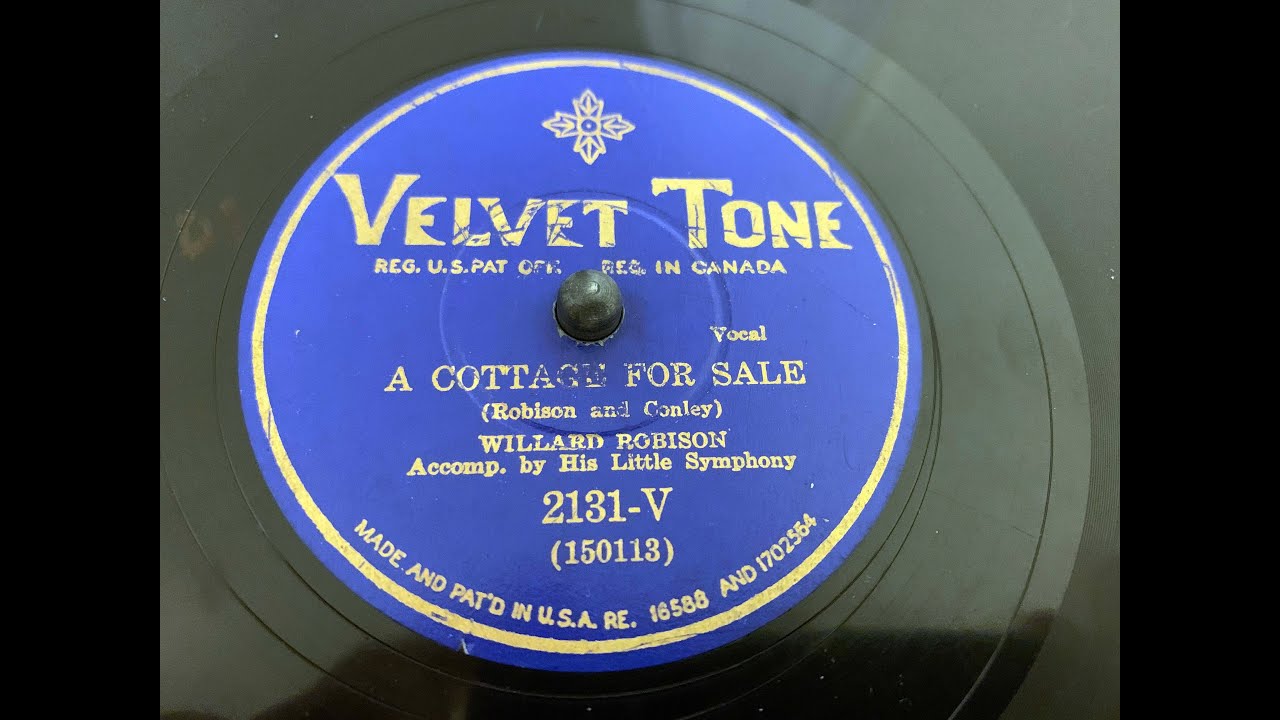 VELVET TONE
REG. U.S. PAT OFF. REG. IN CANADA
Vocal
A COTTAGE FOR SALE
(Robison and Conley)
WILLARD ROBISON
Accomp. by His Little Symphony
2131-V
(150113)
MADE AND PAT'D IN U.S.A. RE. 16588 AND 1702564